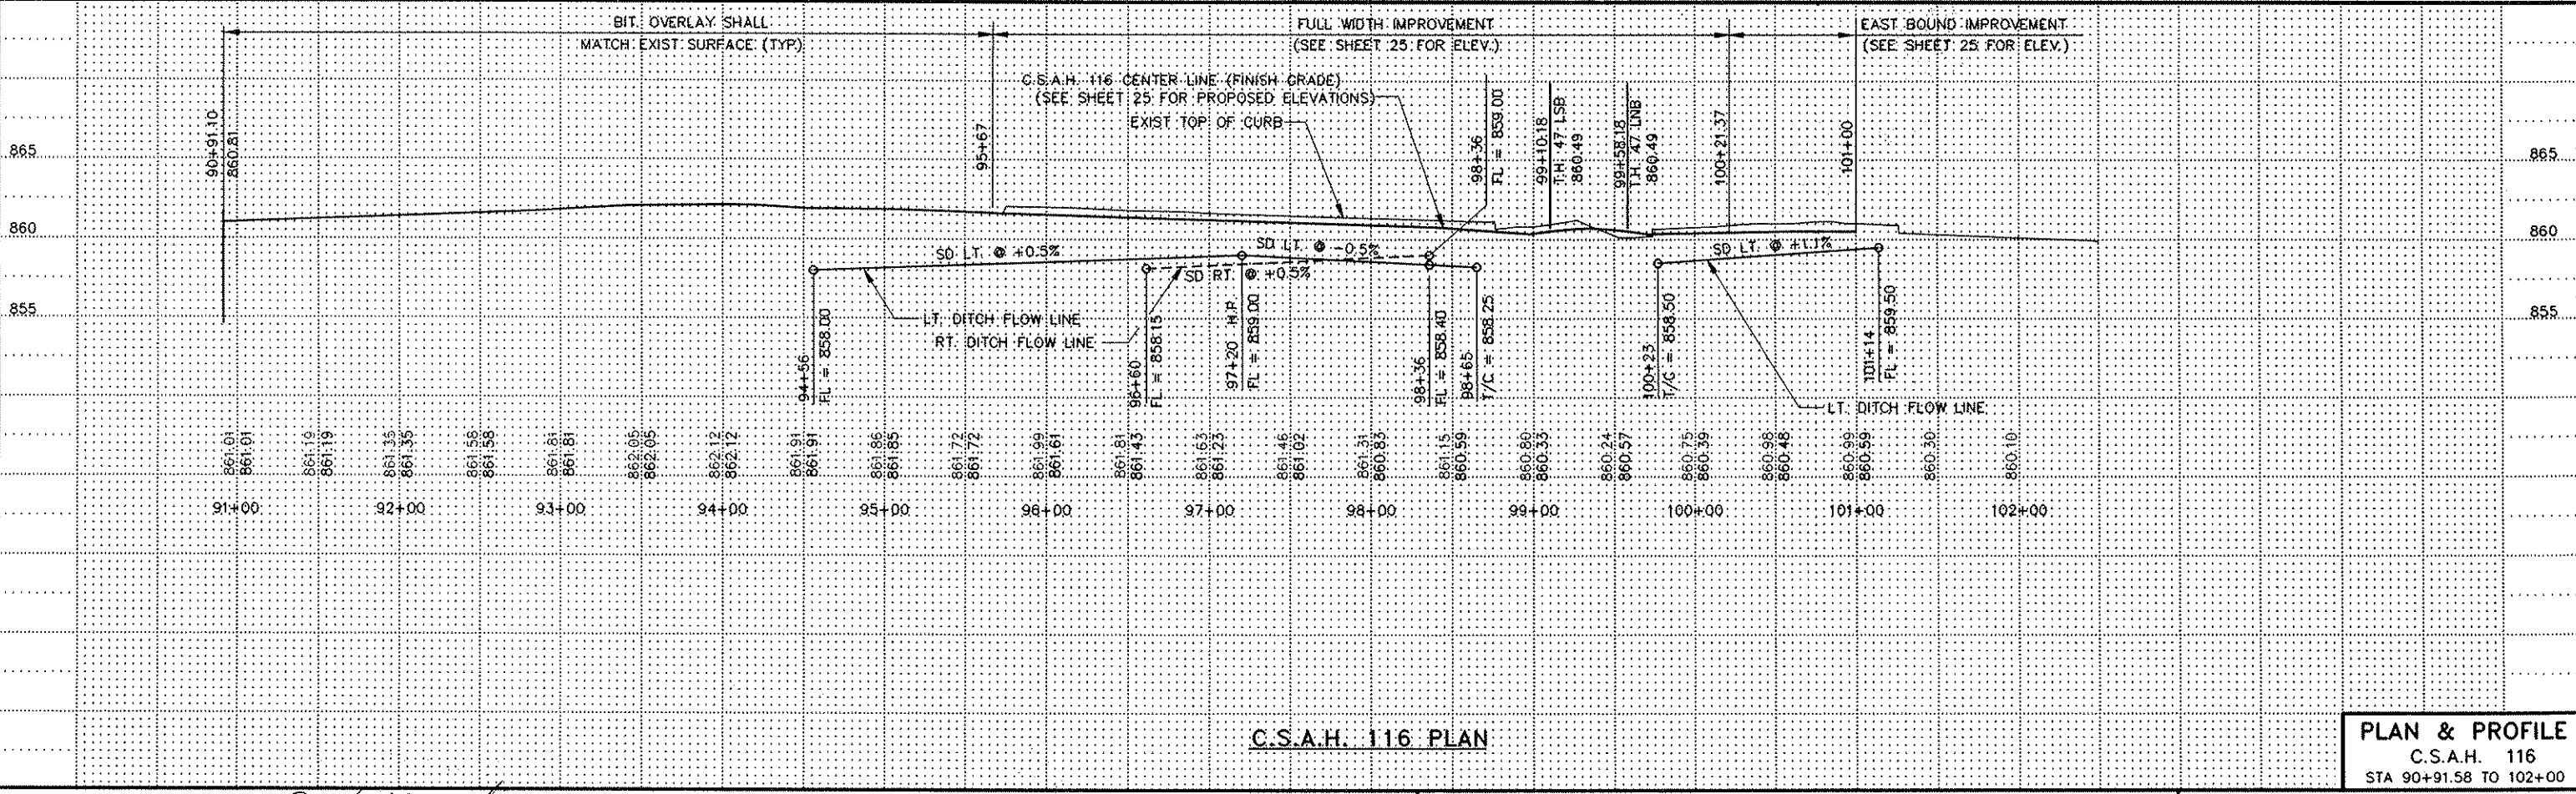 BIT. OVERLAY SHALL
MATCH EXIST SURFACE (TYP)
FULL WIDTH IMPROVEMENT
(SEE SHEET 25 FOR ELEV.)
EAST BOUND IMPROVEMENT
(SEE SHEET 25 FOR ELEV.)
C.S.A.H. 116 CENTER LINE (FINISH GRADE)
(SEE SHEET 25 FOR PROPOSED ELEVATIONS)
EXIST TOP OF CURB
90+91.10
860.81
95+67
98+36
FL = 859.00
99+10.18
T.H. 47 LSB
860.49
99+58.18
T.H. 47 LNB
860.49
100+21.37
101+00
865
865
860
860
855
855
SD LT. @ +0.5%
SD LT. @ -0.5%
SD RT. @ +0.5%
SD LT. @ +1.1%
LT. DITCH FLOW LINE
RT. DITCH FLOW LINE
LT. DITCH FLOW LINE
94+56
FL = 858.00
96+60
FL = 858.15
97+20 H.P.
FL = 859.00
98+36
FL = 858.40
98+65
T/C = 858.25
100+23
T/C = 858.50
101+14
FL = 859.50
861.01
861.01
861.19
861.19
861.35
861.35
861.58
861.58
861.81
861.81
862.05
862.05
862.12
862.12
861.91
861.91
861.86
861.85
861.72
861.72
861.99
861.61
861.81
861.43
861.63
861.23
861.46
861.02
861.31
860.83
861.15
860.59
860.80
860.33
860.24
860.57
860.75
860.39
860.98
860.48
860.99
860.59
860.30
860.10
91+00 92+00 93+00 94+00 95+00 96+00 97+00 98+00 99+00 100+00 101+00 102+00
C.S.A.H. 116 PLAN
PLAN & PROFILE
C.S.A.H. 116
STA 90+91.58 TO 102+00